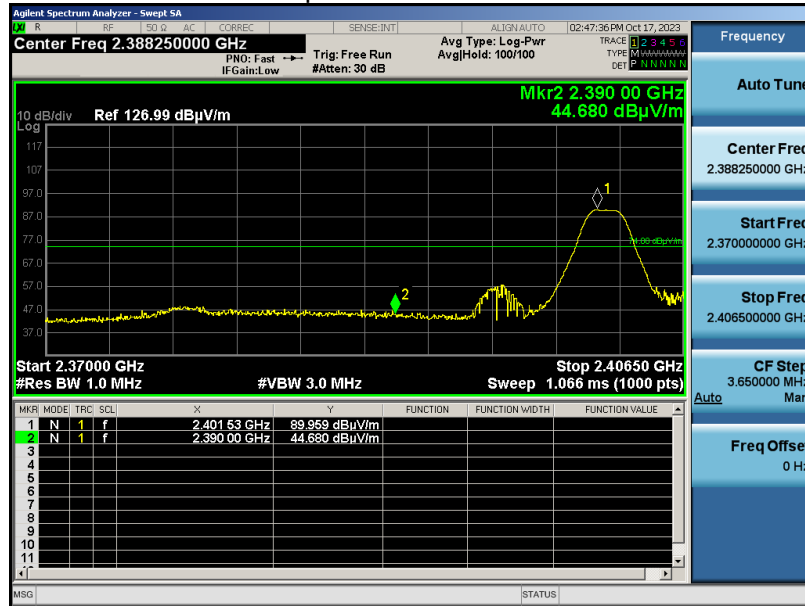 Agilent Spectrum Analyzer - Swept SA
LXI R RF 50 Ω AC CORREC SENSE:INT ALIGN AUTO 02:47:36 PM Oct 17, 2023
Center Freq 2.388250000 GHz
PNO: Fast
IFGain:Low
Trig: Free Run
#Atten: 30 dB
Avg Type: Log-Pwr
Avg|Hold: 100/100
TRACE 1 2 3 4 5 6
TYPE M
DET P N N N N N
Mkr2 2.390 00 GHz
44.680 dBµV/m
10 dB/div Ref 126.99 dBµV/m
Log
117
107
97.0
87.0
77.0
67.0
57.0
47.0
37.0
1
74.00 dBµV/m
2
Start 2.37000 GHz Stop 2.40650 GHz
#Res BW 1.0 MHz #VBW 3.0 MHz Sweep 1.066 ms (1000 pts)
MKR MODE TRC SCL X Y FUNCTION FUNCTION WIDTH FUNCTION VALUE
1 N 1 f 2.401 53 GHz 89.959 dBµV/m
2 N 1 f 2.390 00 GHz 44.680 dBµV/m
3
4
5
6
7
8
9
10
11
MSG STATUS
Frequency
Auto Tune
Center Freq
2.388250000 GHz
Start Freq
2.370000000 GHz
Stop Freq
2.406500000 GHz
CF Step
3.650000 MHz
Auto Man
Freq Offset
0 Hz